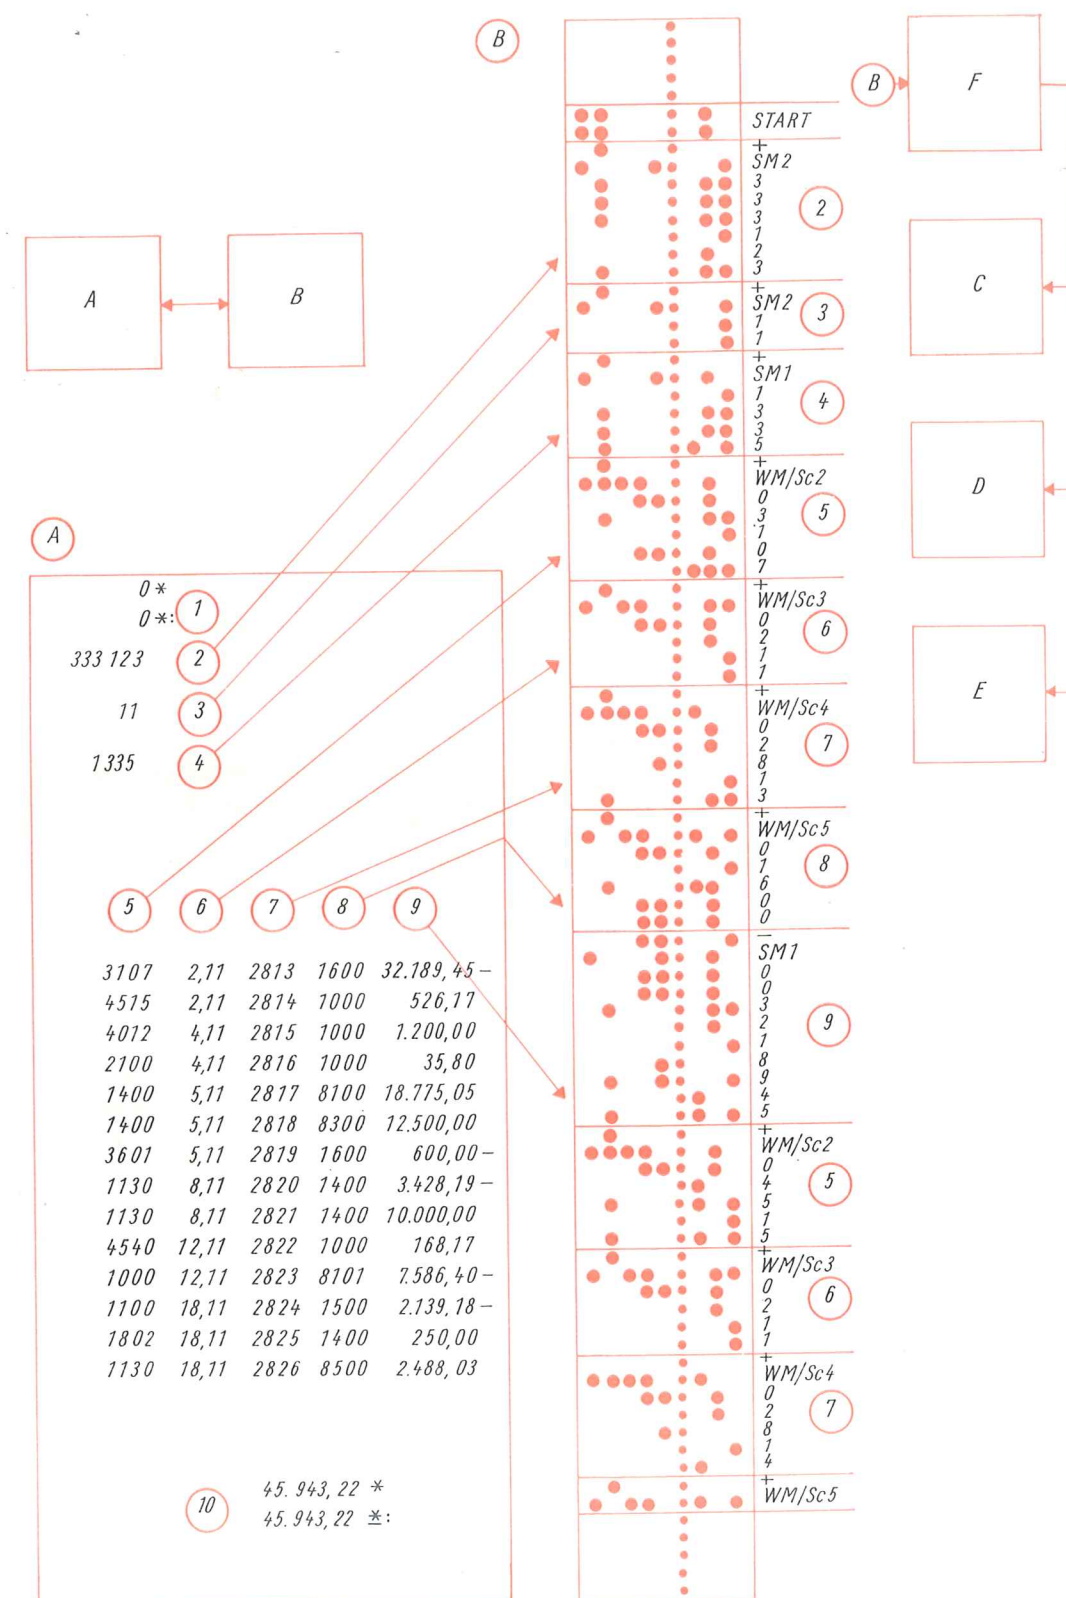 B
START
+
SM2
3
3
3
1
2
3
2
+
SM2
1
1
3
+
SM1
1
3
3
5
4
+
WM/Sc2
0
3
1
0
7
5
+
WM/Sc3
0
2
1
1
6
+
WM/Sc4
0
2
8
1
3
7
+
WM/Sc5
0
1
6
0
0
8
—
SM1
0
0
3
2
1
8
9
4
5
9
+
WM/Sc2
0
4
5
1
5
5
+
WM/Sc3
0
2
1
1
6
+
WM/Sc4
0
2
8
1
4
7
+
WM/Sc5
B
F
C
D
E
A
B
A
0 *
0 *:
1
333 123
2
11
3
1335
4
5 6 7 8 9
3107 2,11 2813 1600 32.189,45 —
4515 2,11 2814 1000 526,17
4012 4,11 2815 1000 1.200,00
2100 4,11 2816 1000 35,80
1400 5,11 2817 8100 18.775,05
1400 5,11 2818 8300 12.500,00
3601 5,11 2819 1600 600,00 —
1130 8,11 2820 1400 3.428,19 —
1130 8,11 2821 1400 10.000,00
4540 12,11 2822 1000 168,17
1000 12,11 2823 8101 7.586,40 —
1100 18,11 2824 1500 2.139,18 —
1802 18,11 2825 1400 250,00
1130 18,11 2826 8500 2.488,03
10
45.943,22 *
45.943,22 *: